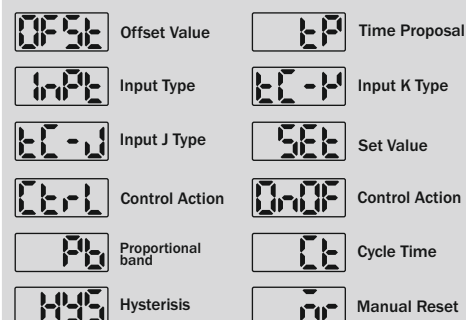 OFSt Offset Value
tP Time Proposal
InPt Input Type
tC-K Input K Type
tC-J Input J Type
SEt Set Value
CtrL Control Action
OnOF Control Action
Pb Proportional band
Ct Cycle Time
HYS Hysterisis
Manual Reset